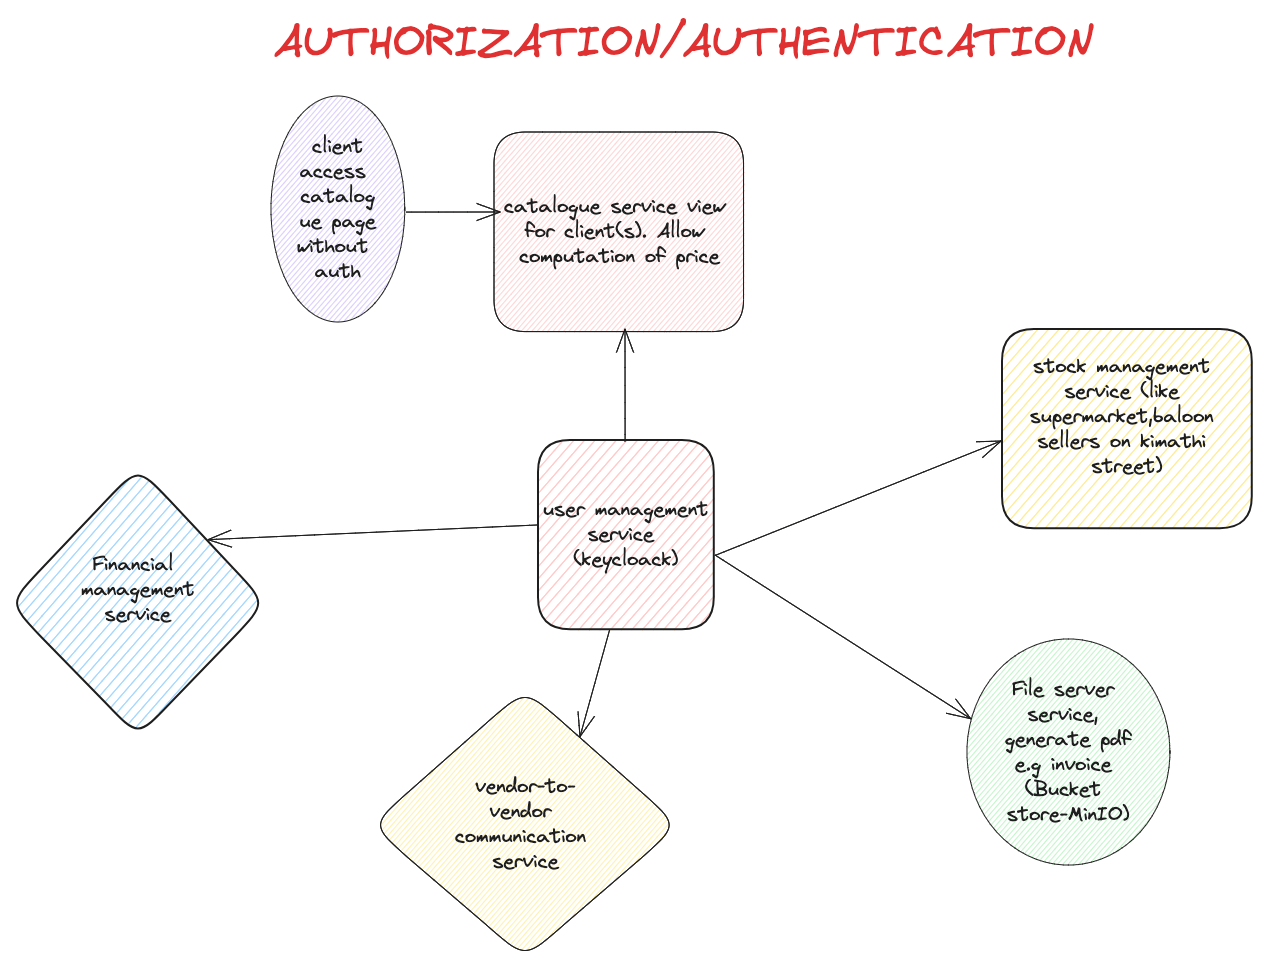 AUTHORIZATION/AUTHENTICATION
client
access
catalog
ue page
without
auth
catalogue service view
for client(s). Allow
computation of price
stock management
service (like
supermarket,baloon
sellers on kimathi
street)
user management
service
(keycloack)
Financial
management
service
File server
service,
generate pdf
e.g invoice
(Bucket
store-MinIO)
vendor-to-
vendor
communication
service